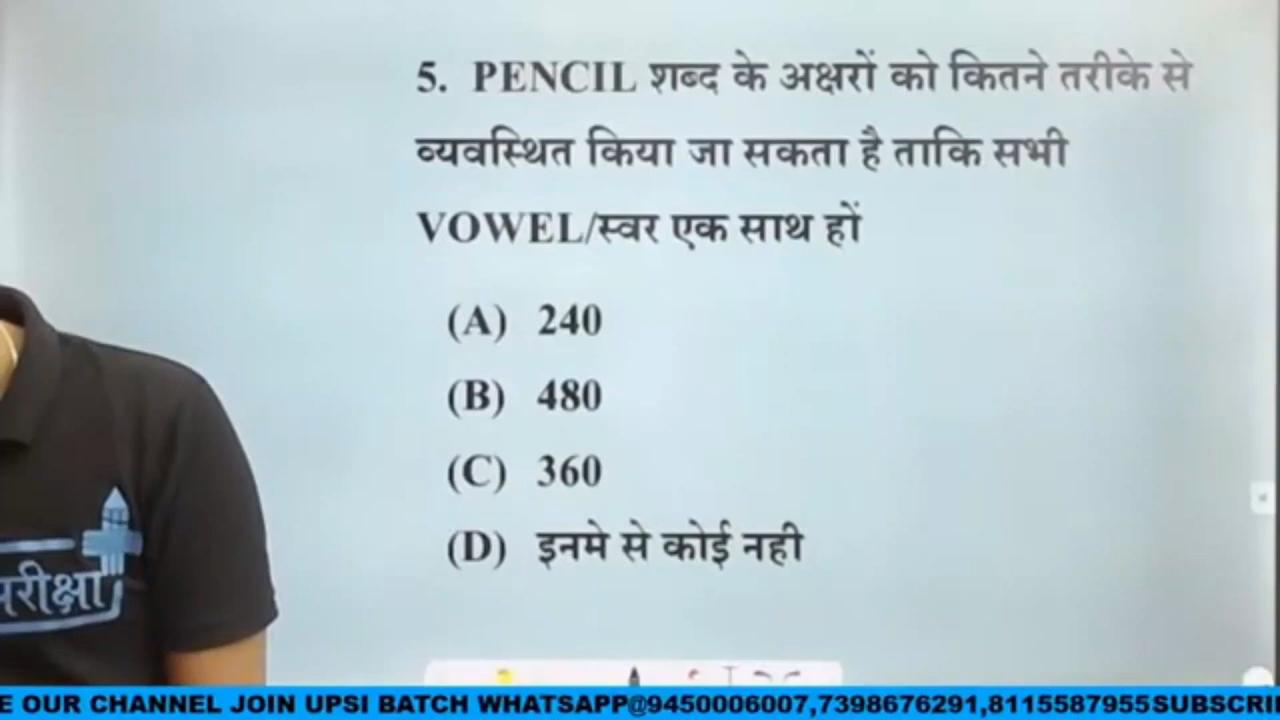 5. PENCIL शब्द के अक्षरों को कितने तरीके से
व्यवस्थित किया जा सकता है ताकि सभी
VOWEL/स्वर एक साथ हों
(A) 240
(B) 480
(C) 360
(D) इनमे से कोई नही
परीक्षा
E OUR CHANNEL JOIN UPSI BATCH WHATSAPP@9450006007,7398676291,8115587955SUBSCRI